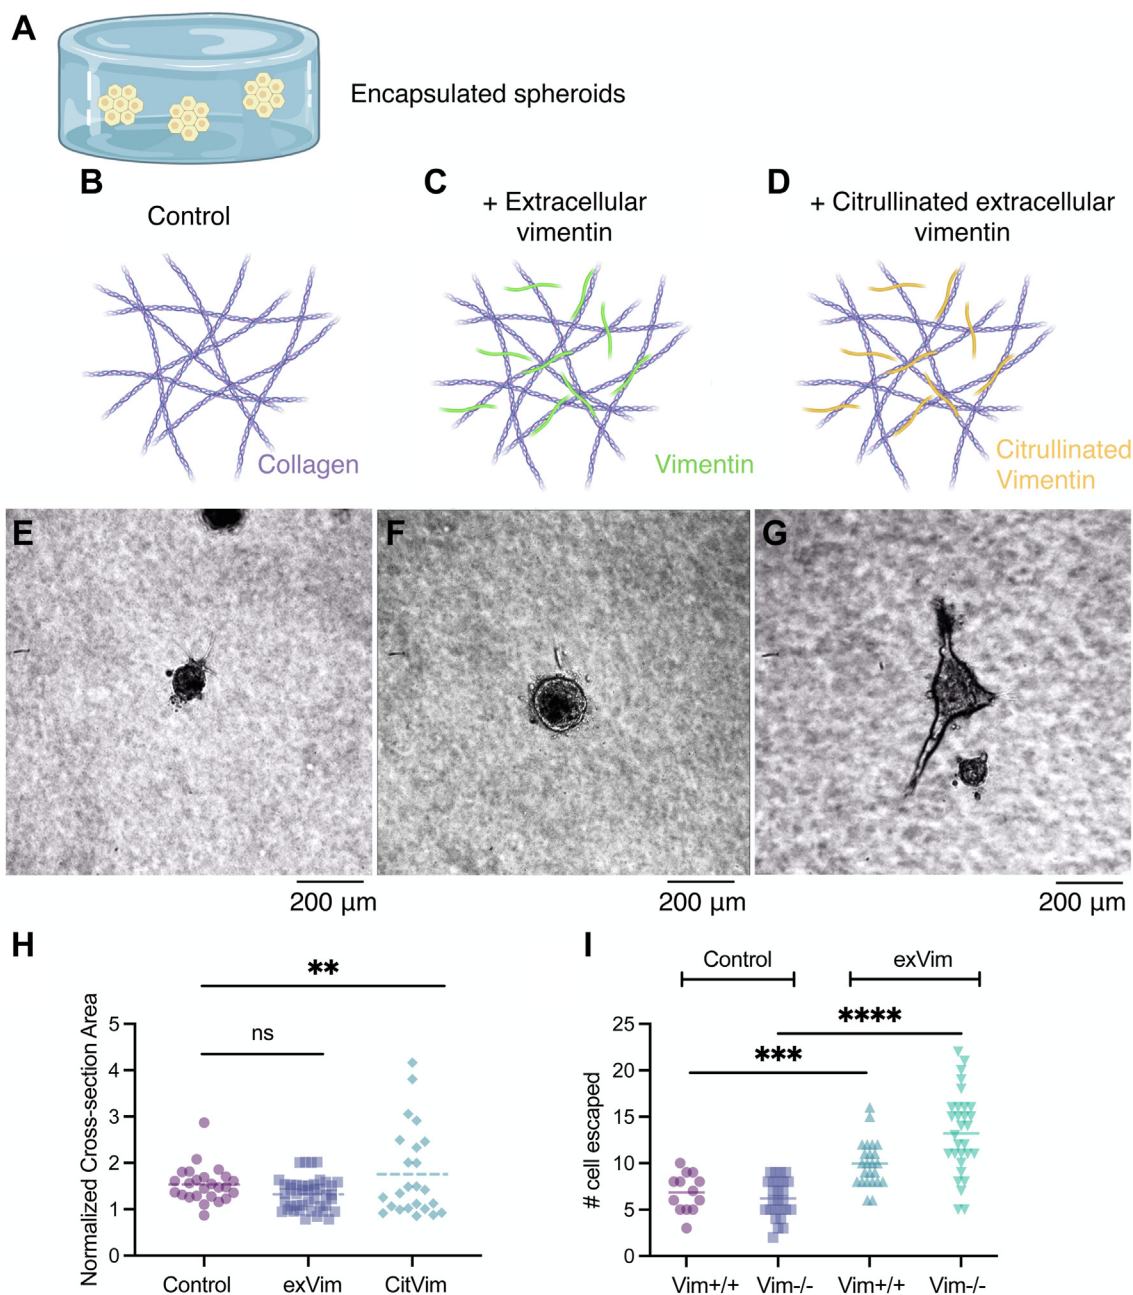 A
Encapsulated spheroids
B
Control
C
+ Extracellular
vimentin
D
+ Citrullinated extracellular
vimentin
Collagen
Vimentin
Citrullinated
Vimentin
E
F
G
200 µm
200 µm
200 µm
H
**
ns
Normalized Cross-section Area
5
4
3
2
1
0
Control
exVim
CitVim
I
Control
exVim
****
***
# cell escaped
25
20
15
10
5
0
Vim+/+
Vim-/-
Vim+/+
Vim-/-